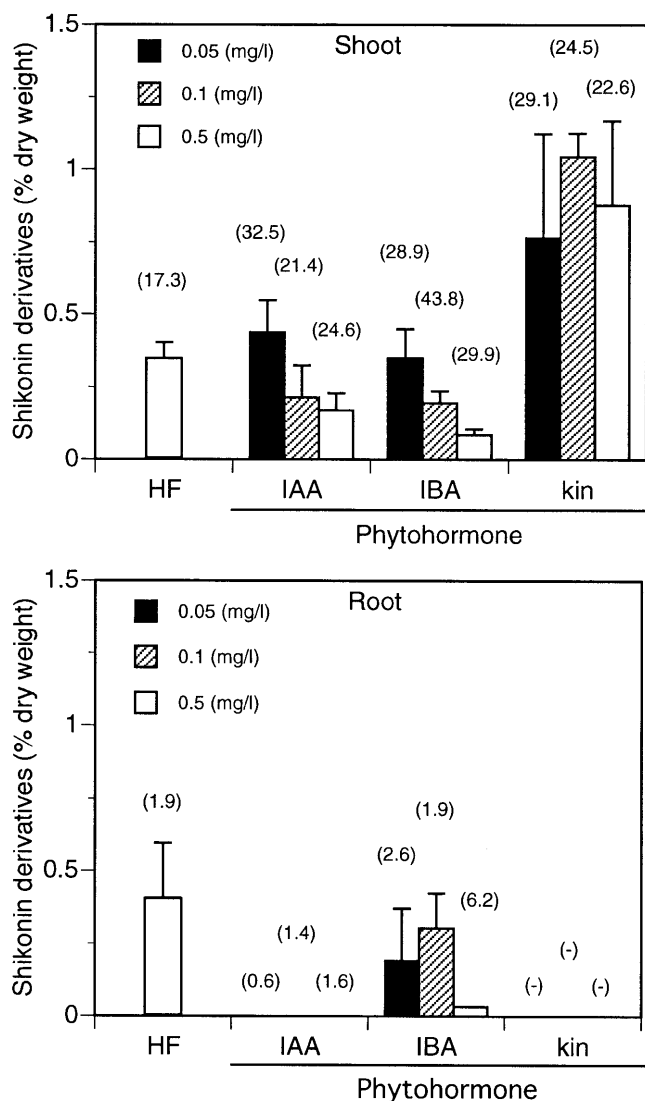 1.5
Shoot
0.05 (mg/l)
0.1 (mg/l)
0.5 (mg/l)
(24.5)
(29.1)
(22.6)
1
(32.5)
(28.9)
(17.3)
(21.4)
(43.8)
(24.6)
(29.9)
0.5
0
Shikonin derivatives (% dry weight)
HF
IAA
IBA
kin
Phytohormone
1.5
Root
0.05 (mg/l)
0.1 (mg/l)
0.5 (mg/l)
1
(1.9)
(1.9)
(2.6)
0.5
(6.2)
(1.4)
(-)
(0.6)
(1.6)
(-)
(-)
0
Shikonin derivatives (% dry weight)
HF
IAA
IBA
kin
Phytohormone